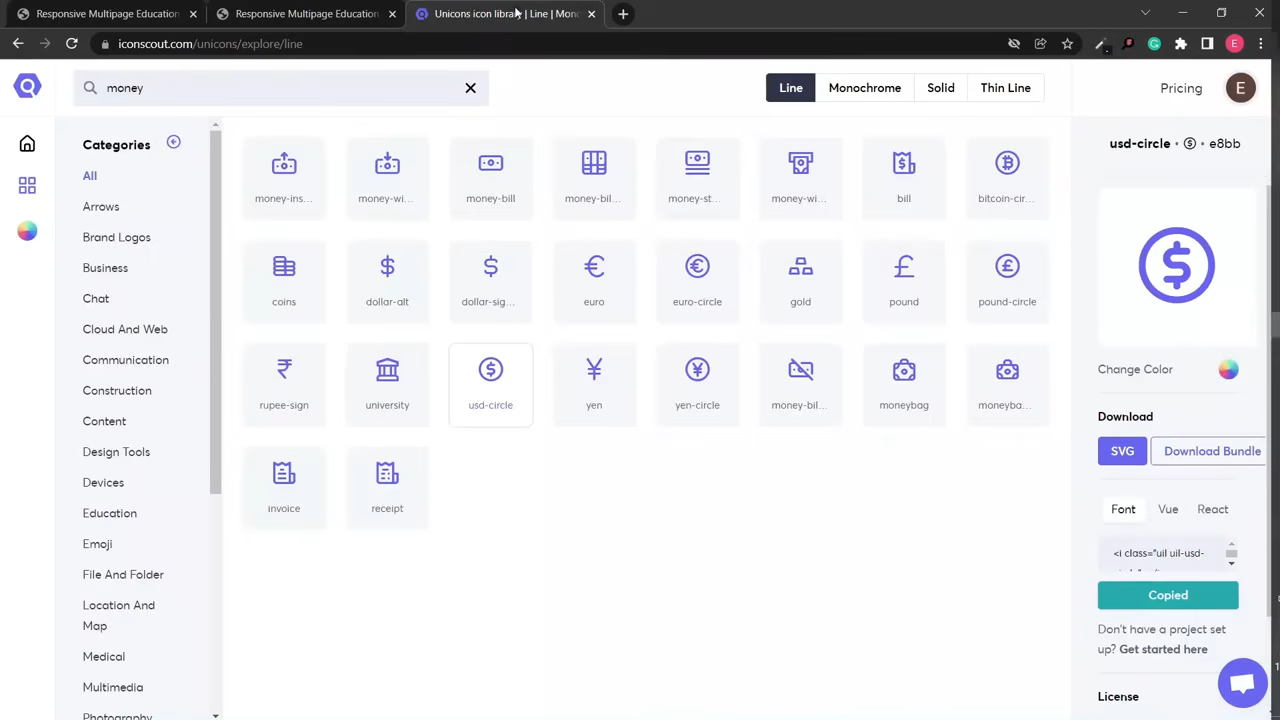 Responsive Multipage Education
Responsive Multipage Education
Unicons icon library | Line | Mono
iconscout.com/unicons/explore/line
E
money
Line
Monochrome
Solid
Thin Line
Pricing
E
Categories
All
Arrows
Brand Logos
Business
Chat
Cloud And Web
Communication
Construction
Content
Design Tools
Devices
Education
Emoji
File And Folder
Location And
Map
Medical
Multimedia
Photography
money-ins...
money-wi...
money-bill
money-bil...
money-st...
money-wi...
bill
bitcoin-cir...
coins
dollar-alt
dollar-sig...
euro
euro-circle
gold
pound
pound-circle
rupee-sign
university
usd-circle
yen
yen-circle
money-bil...
moneybag
moneyba...
invoice
receipt
usd-circle • • e8bb
Change Color
Download
SVG
Download Bundle
Font
Vue
React
<i class="uil uil-usd-
Copied
Don't have a project set
up? Get started here
License